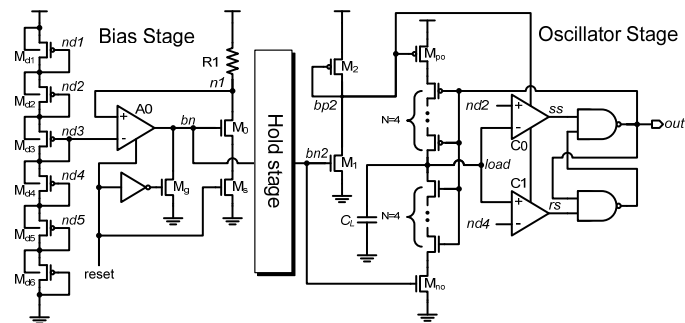 Bias Stage
Oscillator Stage
nd1
Md1
nd2
Md2
nd3
Md3
nd4
Md4
nd5
Md5
Md6
A0
+
-
bn
R1
n1
M0
Mg
Ms
reset
Hold stage
bn2
M2
bp2
M1
Mpo
N=4
CL
N=4
load
Mno
nd2
+
-
C0
ss
C1
+
-
nd4
rs
out